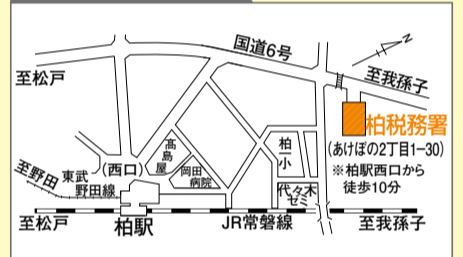 国道6号
N
至松戸
至我孫子
柏税務署
(あけぼの2丁目1−30)
※柏駅西口から
徒歩10分
高島屋
岡田
病院
柏一小
代々木
ゼミ
至野田
東武
野田線
(西口)
至松戸
柏駅
JR常磐線
至我孫子